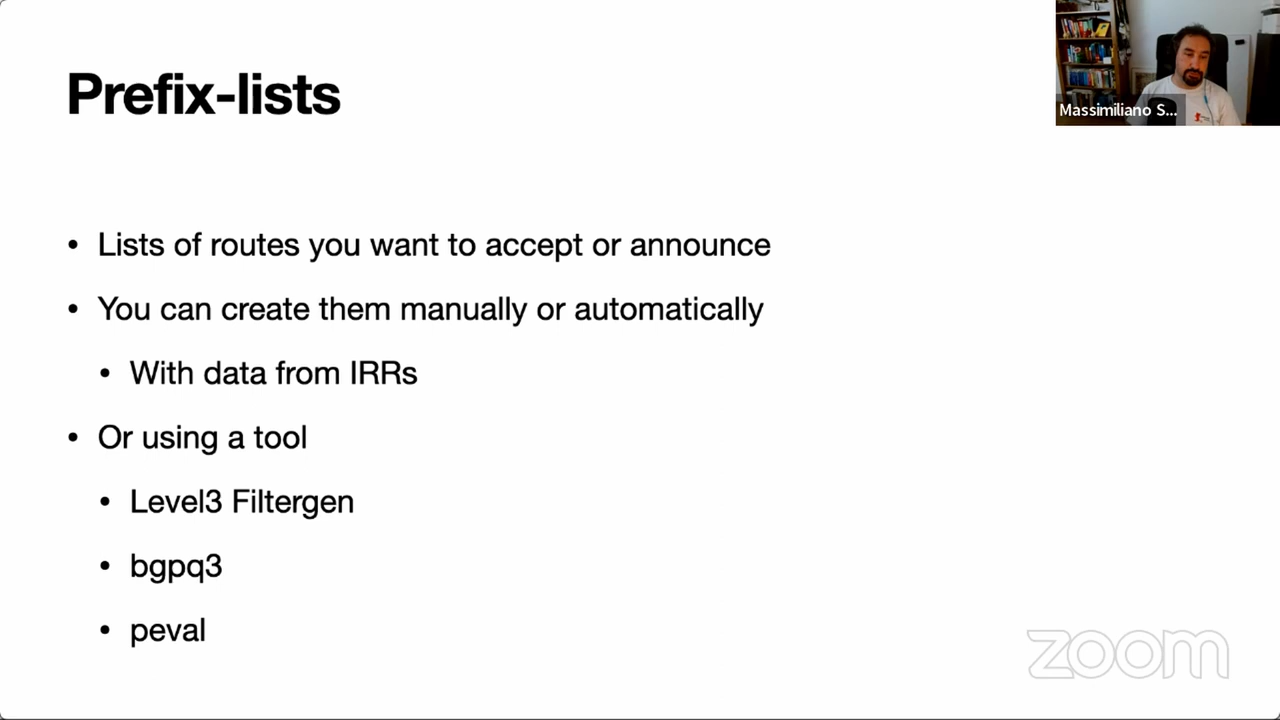 Prefix-lists
Massimiliano S...
• Lists of routes you want to accept or announce
• You can create them manually or automatically
• With data from IRRs
• Or using a tool
• Level3 Filtergen
• bgpq3
• peval
zoom